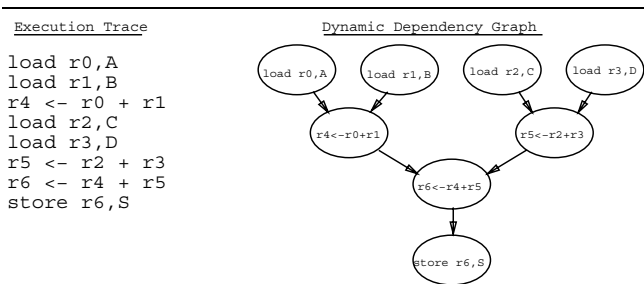 Execution Trace
load r0,A
load r1,B
r4 <- r0 + r1
load r2,C
load r3,D
r5 <- r2 + r3
r6 <- r4 + r5
store r6,S
Dynamic Dependency Graph
load r0,A
load r1,B
load r2,C
load r3,D
r4<-r0+r1
r5<-r2+r3
r6<-r4+r5
store r6,S